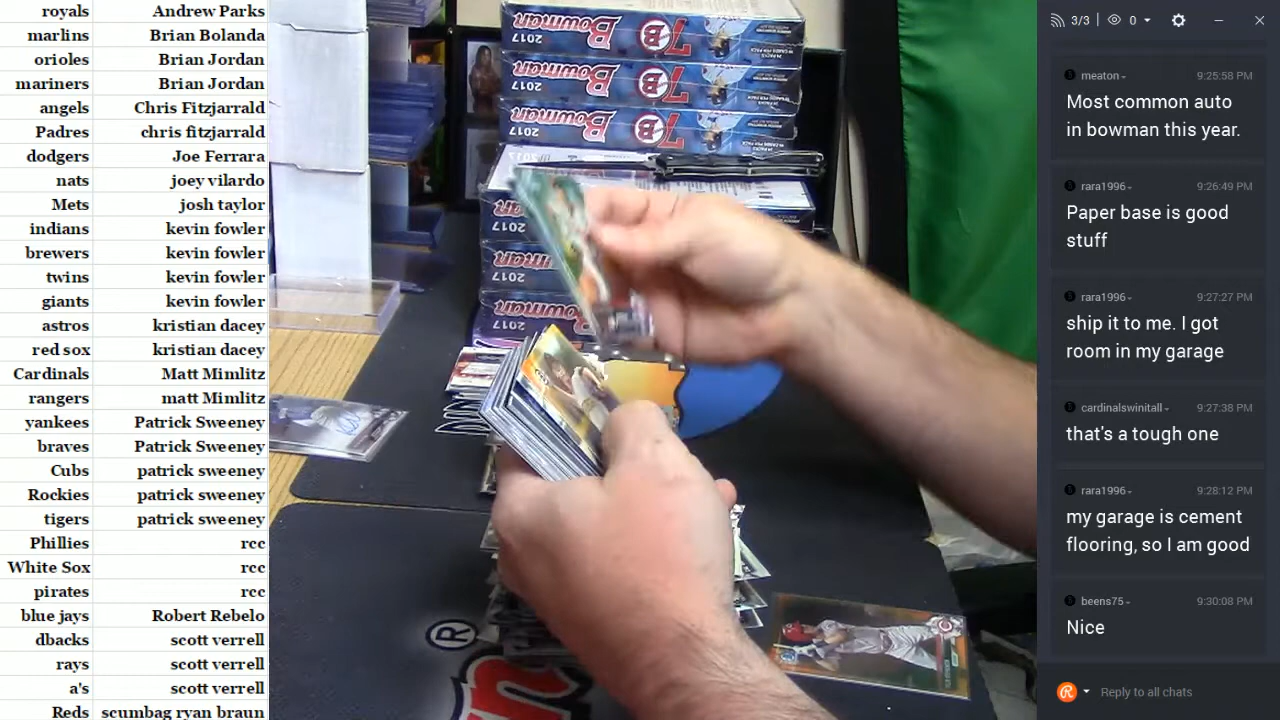 royals Andrew Parks
marlins Brian Bolanda
orioles Brian Jordan
mariners Brian Jordan
angels Chris Fitzjarrald
Padres chris fitzjarrald
dodgers Joe Ferrara
nats joey vilardo
Mets josh taylor
indians kevin fowler
brewers kevin fowler
twins kevin fowler
giants kevin fowler
astros kristian dacey
red sox kristian dacey
Cardinals Matt Mimlitz
rangers matt Mimlitz
yankees Patrick Sweeney
braves Patrick Sweeney
Cubs patrick sweeney
Rockies patrick sweeney
tigers patrick sweeney
Phillies rcc
White Sox rcc
pirates rcc
blue jays Robert Rebelo
dbacks scott verrell
rays scott verrell
a's scott verrell
Reds scumbag ryan braun
2017 Bowman B
2017 Bowman B
2017 Bowman B
2017
2017 Bowman
2017 Bowman
®
3/3 0
meaton 9:25:58 PM
Most common auto
in bowman this year.
rara1996 9:26:49 PM
Paper base is good
stuff
rara1996 9:27:27 PM
ship it to me. I got
room in my garage
cardinalswinitall 9:27:38 PM
that's a tough one
rara1996 9:28:12 PM
my garage is cement
flooring, so I am good
beens75 9:30:08 PM
Nice
Reply to all chats